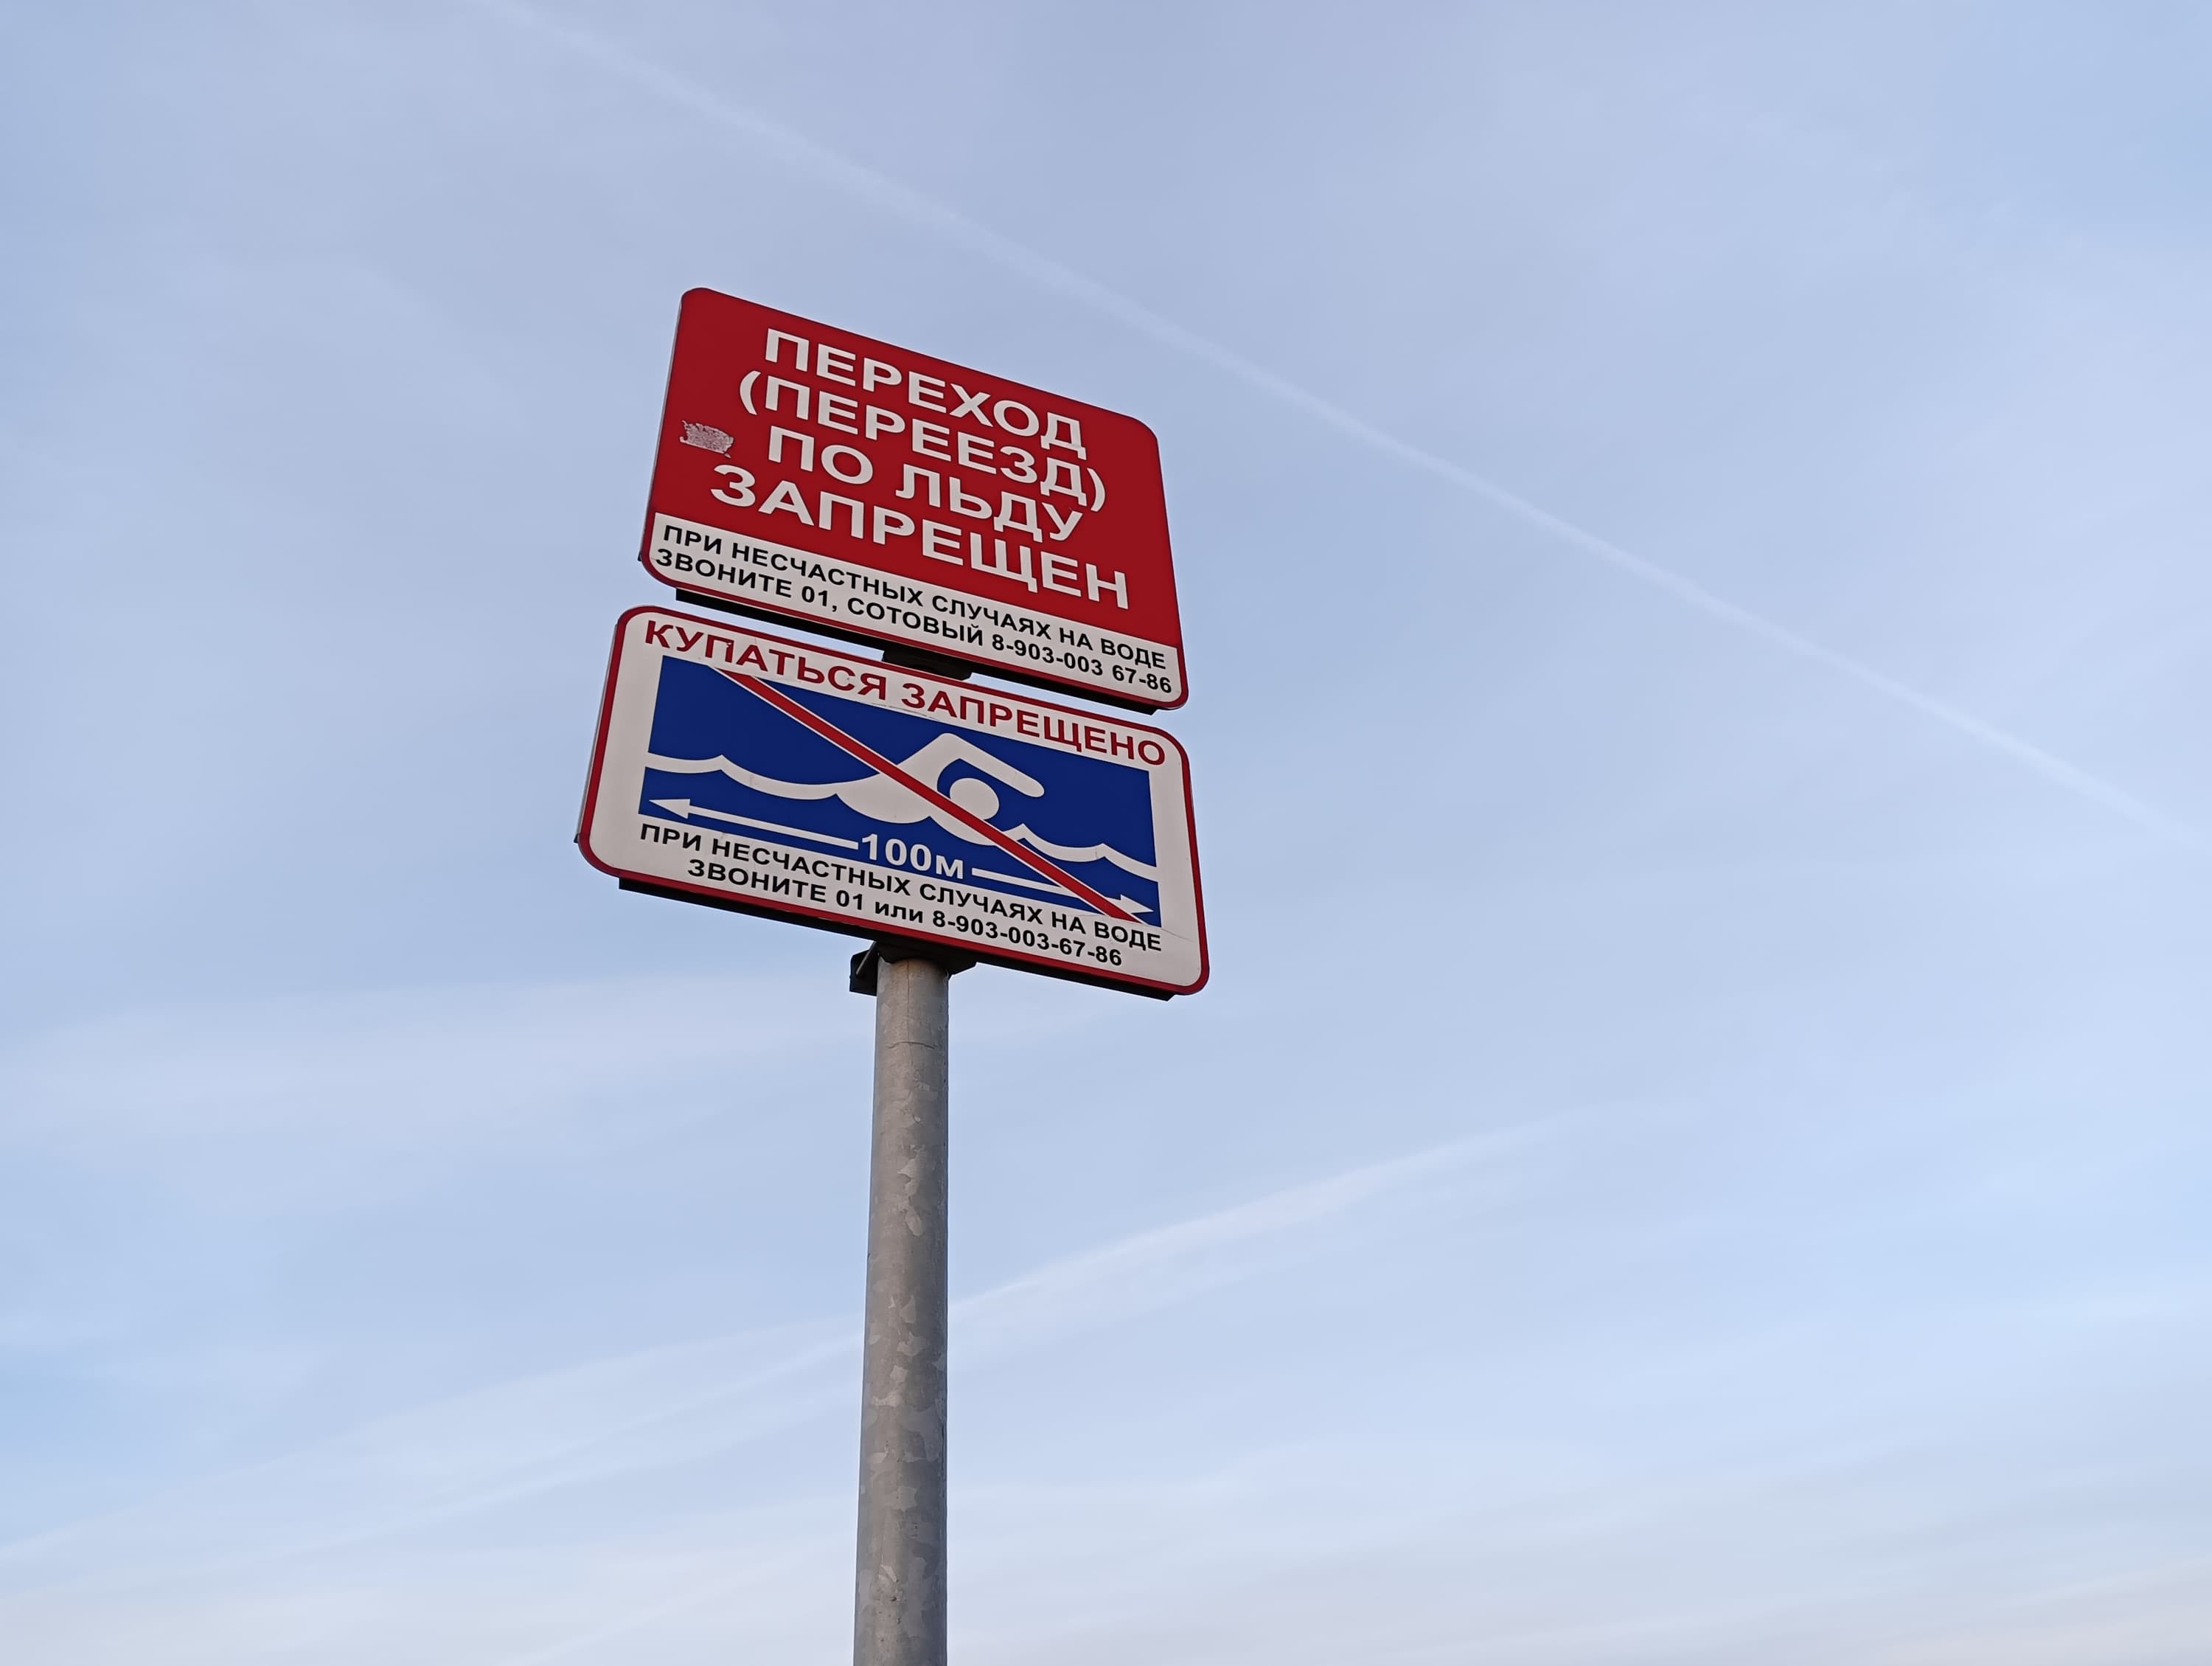 ПЕРЕХОД
(ПЕРЕЕЗД)
ПО ЛЬДУ
ЗАПРЕЩЕН
ПРИ НЕСЧАСТНЫХ СЛУЧАЯХ НА ВОДЕ
ЗВОНИТЕ 01, СОТОВЫЙ 8-903-003 67-86
КУПАТЬСЯ ЗАПРЕЩЕНО
100м
ПРИ НЕСЧАСТНЫХ СЛУЧАЯХ НА ВОДЕ
ЗВОНИТЕ 01 или 8-903-003-67-86